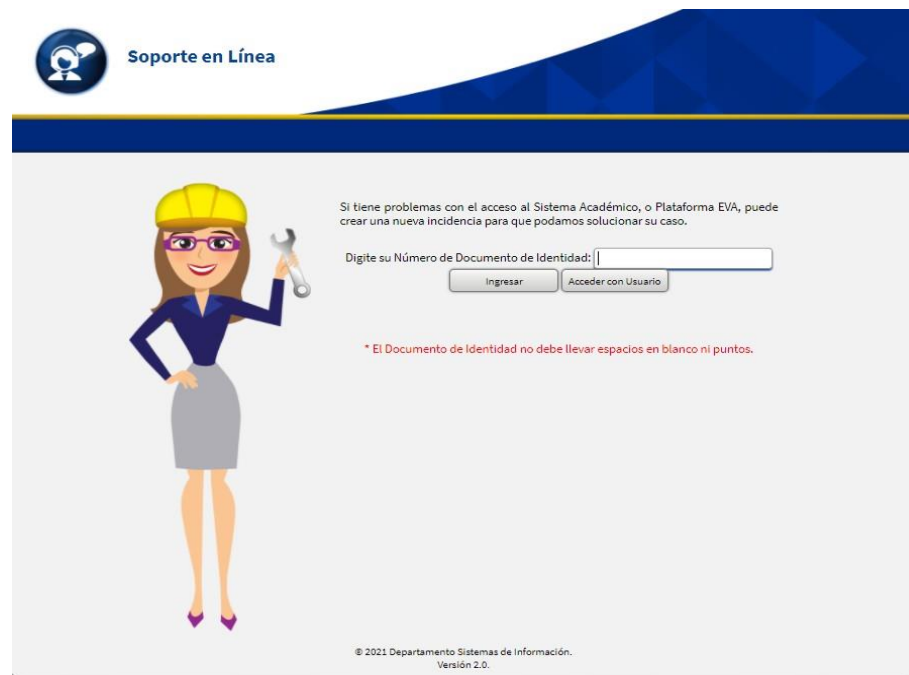 Soporte en Línea
Si tiene problemas con el acceso al Sistema Académico, o Plataforma EVA, puede
crear una nueva incidencia para que podamos solucionar su caso.
Digite su Número de Documento de Identidad:
Ingresar Acceder con Usuario
* El Documento de Identidad no debe llevar espacios en blanco ni puntos.
© 2021 Departamento Sistemas de Información.
Versión 2.0.